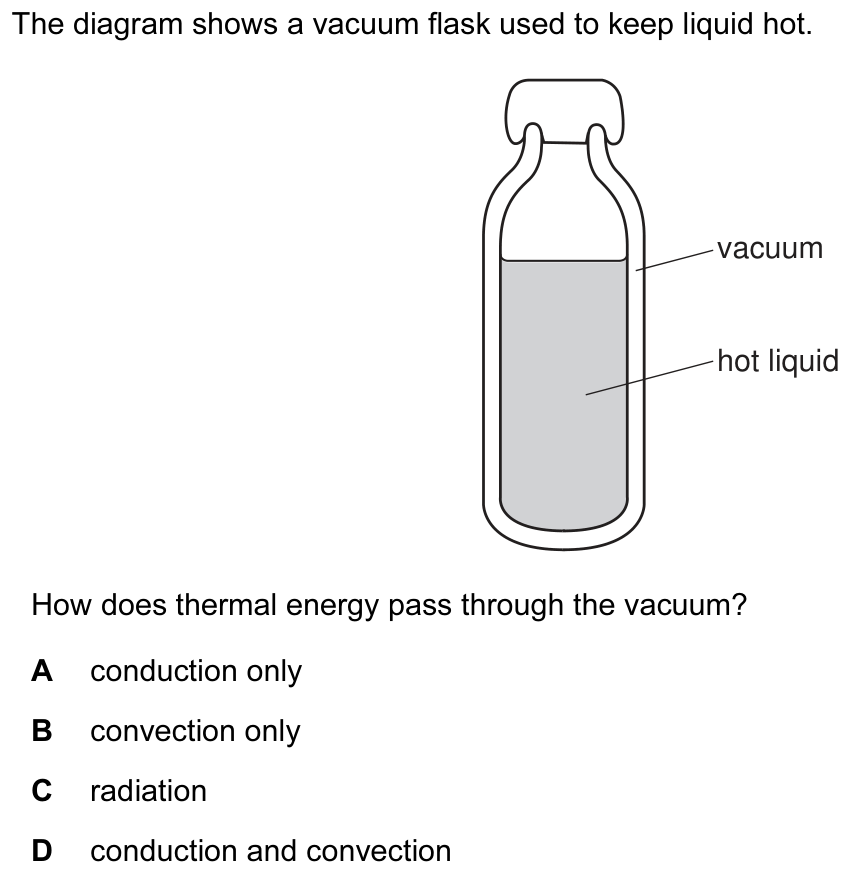 The diagram shows a vacuum flask used to keep liquid hot.
vacuum
hot liquid
How does thermal energy pass through the vacuum?
A conduction only
B convection only
C radiation
D conduction and convection